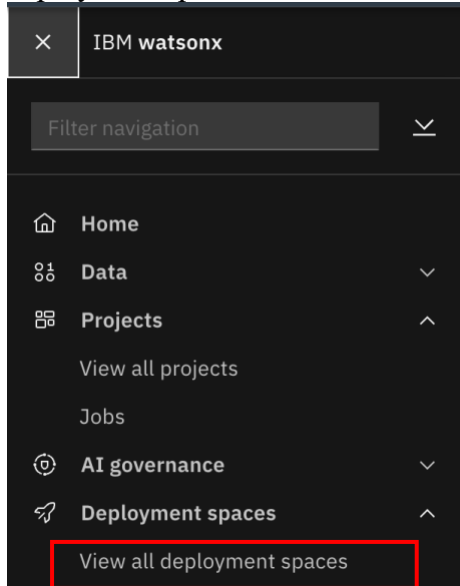 IBM watsonx
Filter navigation
Home
Data
Projects
View all projects
Jobs
AI governance
Deployment spaces
View all deployment spaces